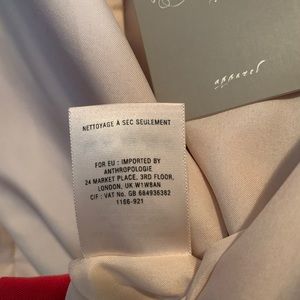 apparel
NETTOYAGE À SEC SEULEMENT
FOR EU : IMPORTED BY
ANTHROPOLOGIE
24 MARKET PLACE, 3RD FLOOR,
LONDON, UK W1W8AN
C/F : VAT No. GB 684936382
1166-921